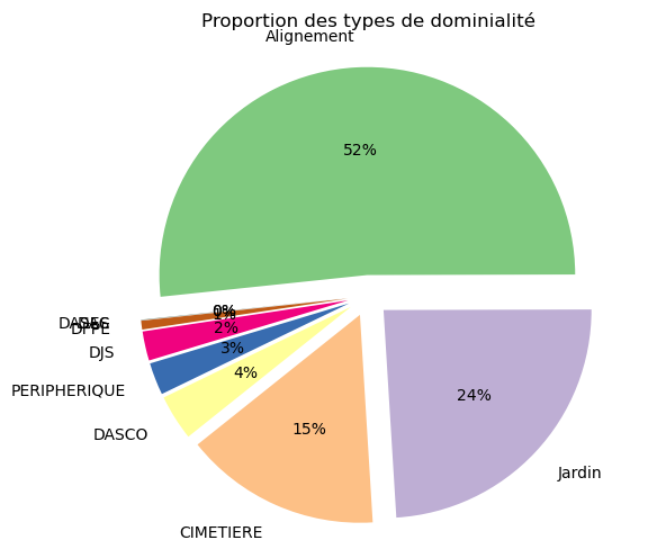 Proportion des types de dominialité
Alignement
52%
0%
1%
DFPE
2%
DJS
3%
PERIPHERIQUE
4%
DASCO
15%
CIMETIERE
24%
Jardin